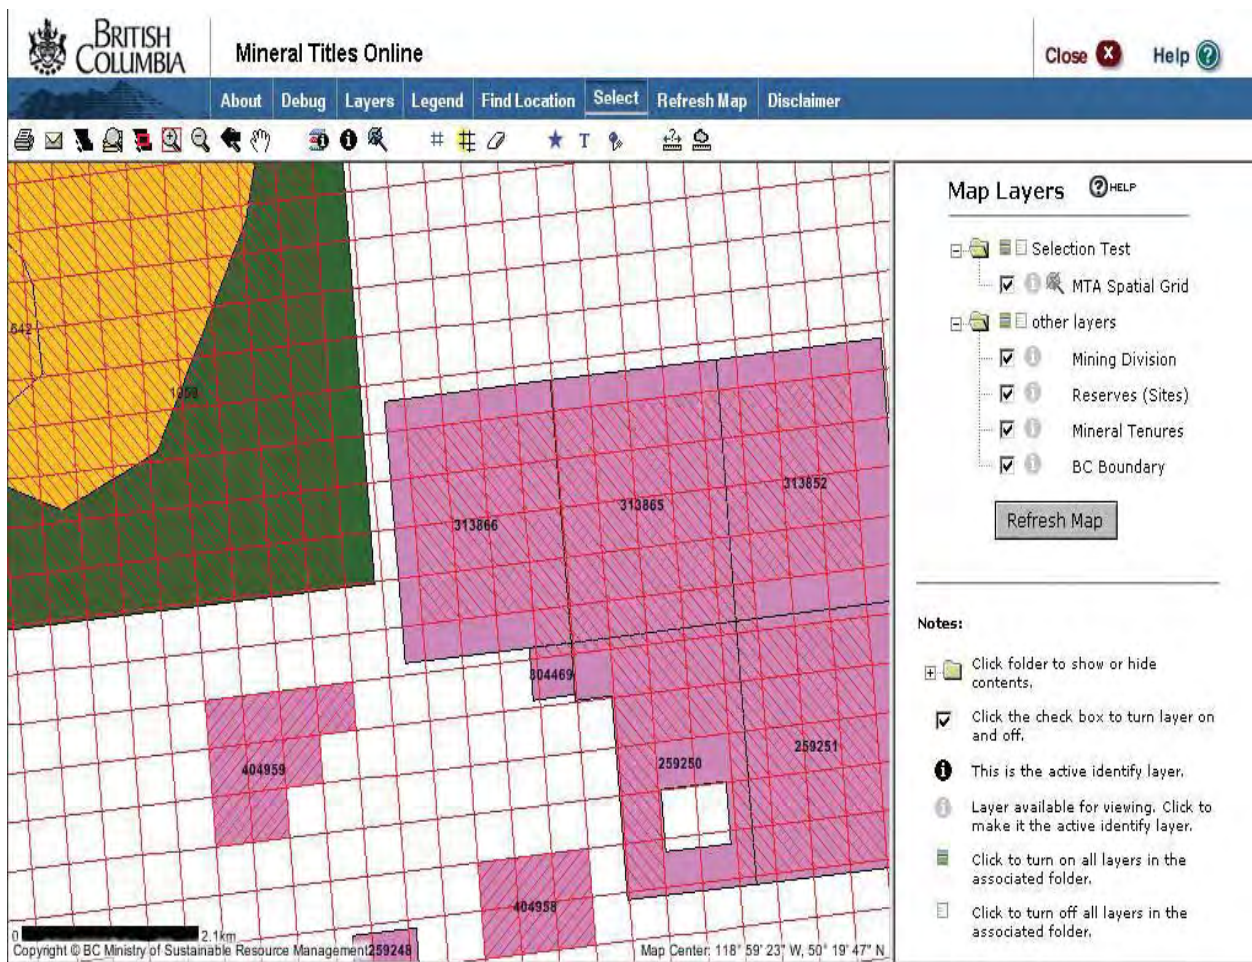 BRITISH
COLUMBIA
Mineral Titles Online
Close X
Help ?
About Debug Layers Legend Find Location Select Refresh Map Disclaimer
T
Map Layers ? HELP
Selection Test
MTA Spatial Grid
other layers
Mining Division
Reserves (Sites)
Mineral Tenures
BC Boundary
Refresh Map
642
313852
313865
313866
304469
259251
259250
404959
404958
259248
0 2.1km
Copyright © BC Ministry of Sustainable Resource Management
Map Center: 118° 59' 23" W, 50° 19' 47" N
Notes:
Click folder to show or hide
contents.
Click the check box to turn layer on
and off.
This is the active identify layer.
Layer available for viewing. Click to
make it the active identify layer.
Click to turn on all layers in the
associated folder.
Click to turn off all layers in the
associated folder.